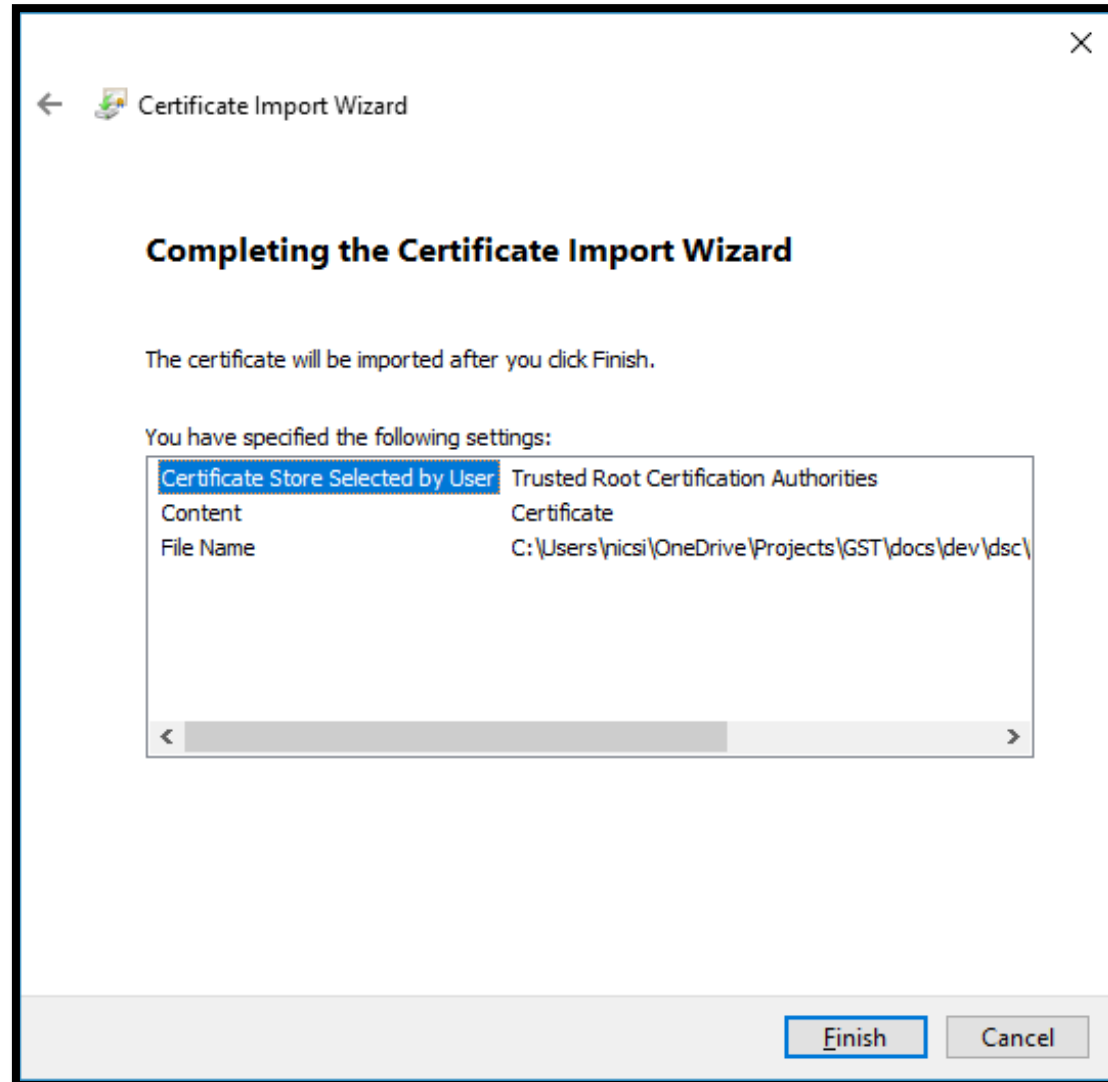 Certificate Import Wizard
Completing the Certificate Import Wizard
The certificate will be imported after you click Finish.
You have specified the following settings:
Certificate Store Selected by User Trusted Root Certification Authorities
Content Certificate
File Name C:\Users\nicsi\OneDrive\Projects\GST\docs\dev\dsc\
Finish Cancel